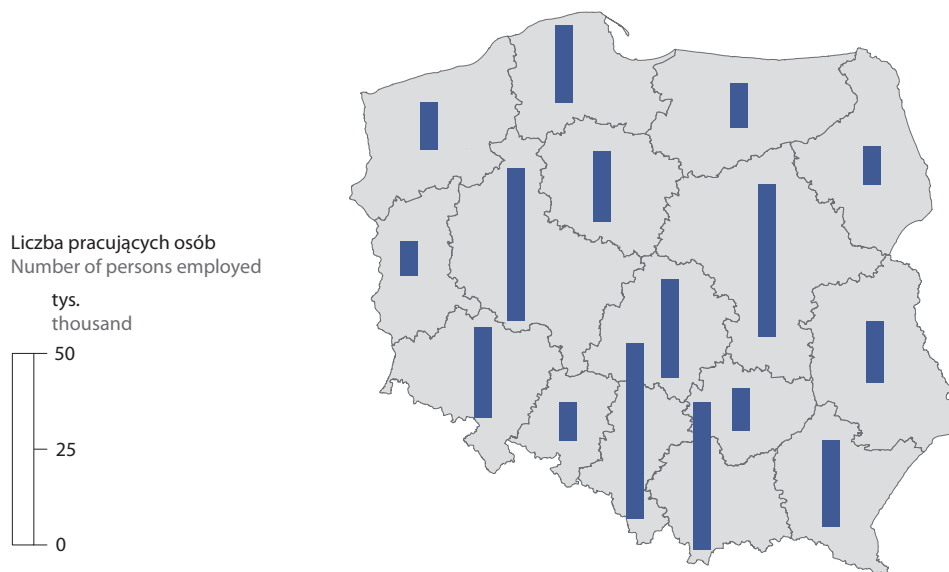 Liczba pracujących osób
Number of persons employed
tys.
thousand
50
25
0